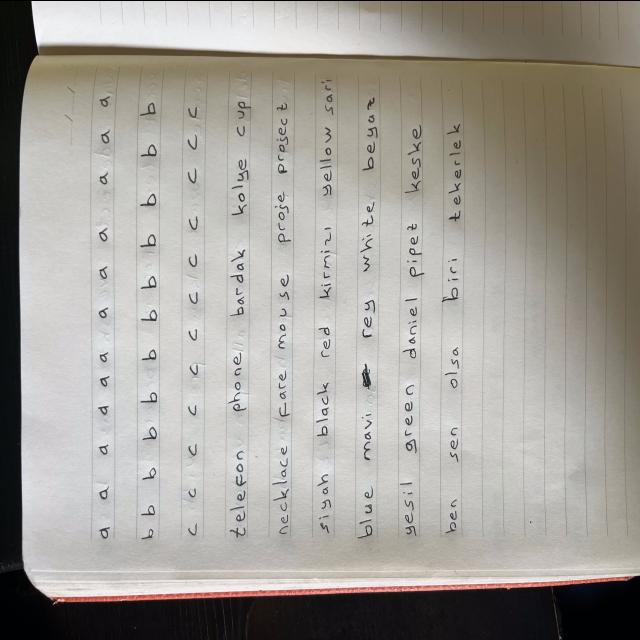 a a a a a a a a a a a a
b b b b b b b b b b b b
c c c c c c c c c c c c
telefon phone bardak kolye cup
necklace fare mouse proje project
siyah black red kirmizi yellow sari
blue mavi rey white beyaz
yesil green daniel pipet keske
ben sen olsa biri tekerlek